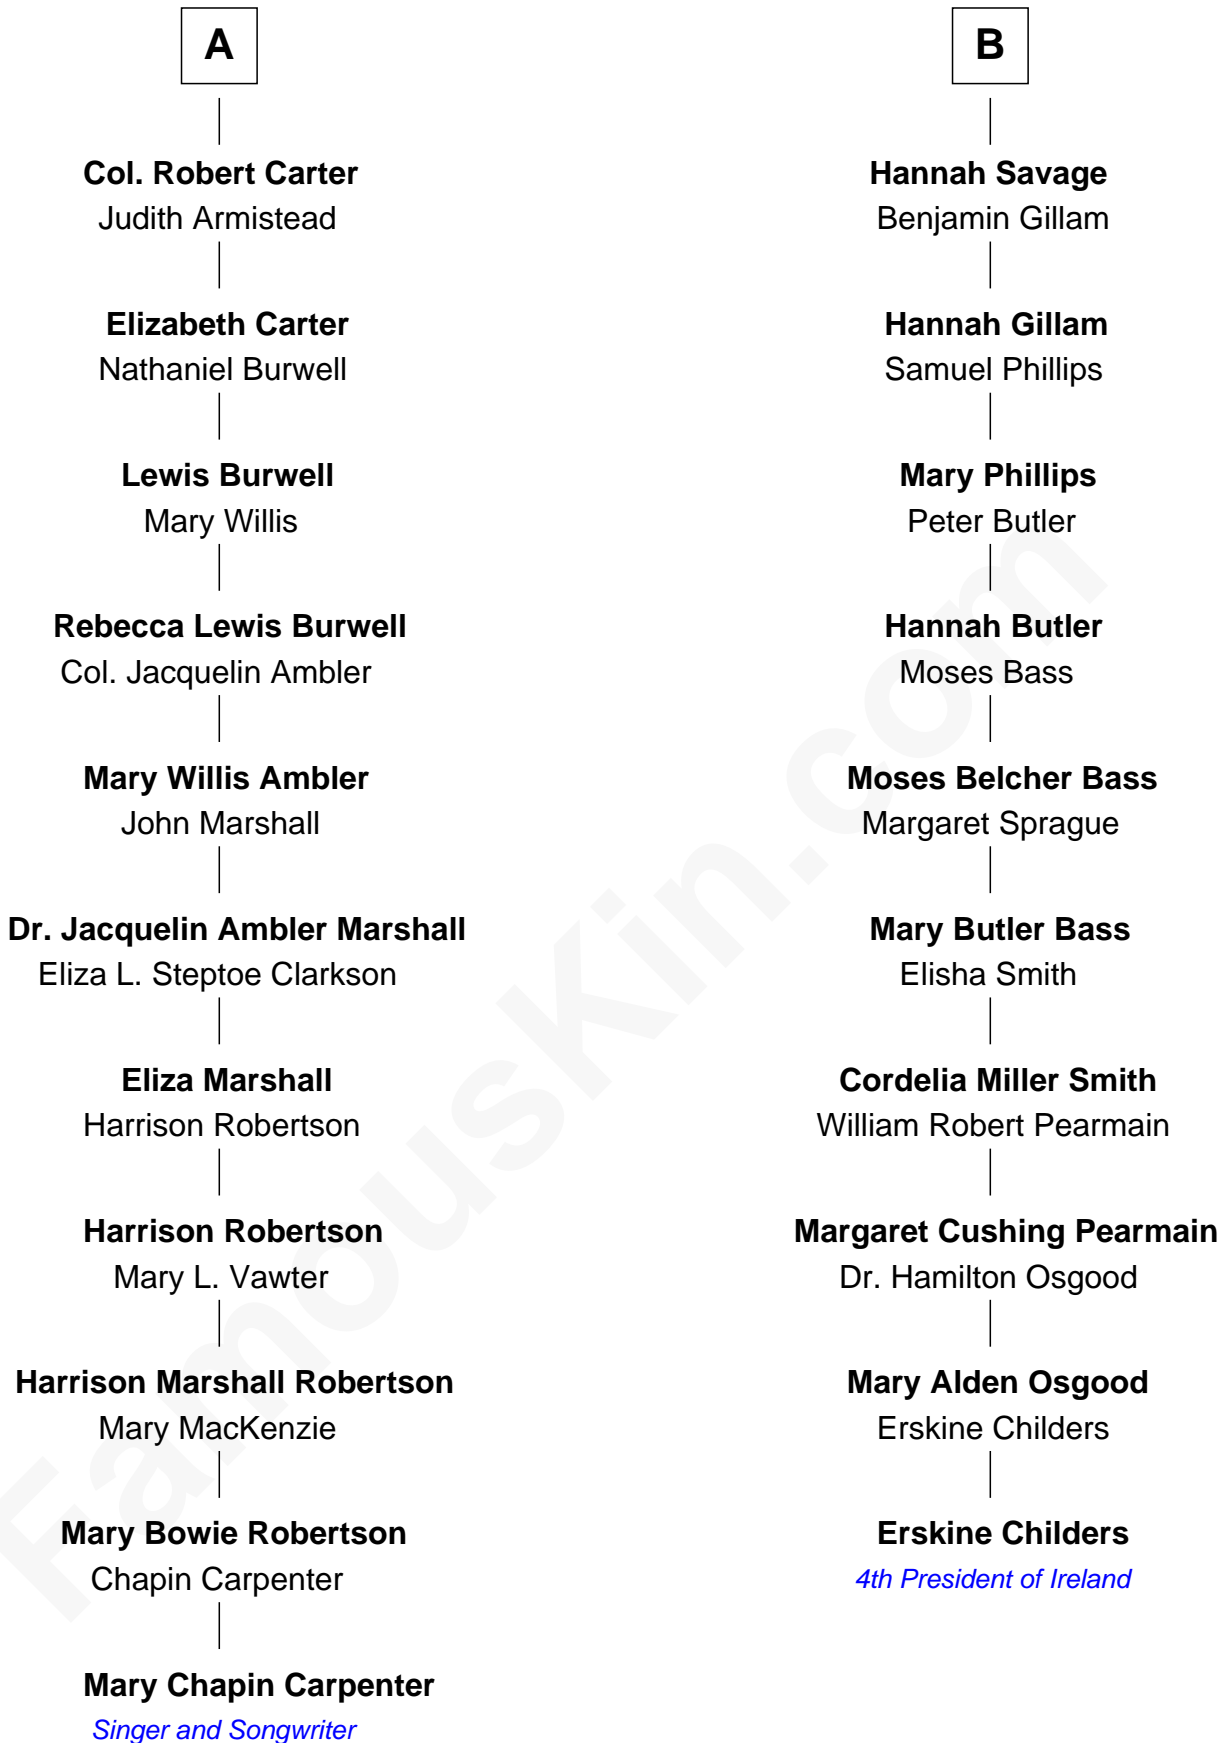 A
Col. Robert Carter
Judith Armistead
Elizabeth Carter
Nathaniel Burwell
Lewis Burwell
Mary Willis
Rebecca Lewis Burwell
Col. Jacquelin Ambler
Mary Willis Ambler
John Marshall
Dr. Jacquelin Ambler Marshall
Eliza L. Steptoe Clarkson
Eliza Marshall
Harrison Robertson
Harrison Robertson
Mary L. Vawter
Harrison Marshall Robertson
Mary MacKenzie
Mary Bowie Robertson
Chapin Carpenter
Mary Chapin Carpenter
Singer and Songwriter
B
Hannah Savage
Benjamin Gillam
Hannah Gillam
Samuel Phillips
Mary Phillips
Peter Butler
Hannah Butler
Moses Bass
Moses Belcher Bass
Margaret Sprague
Mary Butler Bass
Elisha Smith
Cordelia Miller Smith
William Robert Pearmain
Margaret Cushing Pearmain
Dr. Hamilton Osgood
Mary Alden Osgood
Erskine Childers
Erskine Childers
4th President of Ireland
FamousKin.com